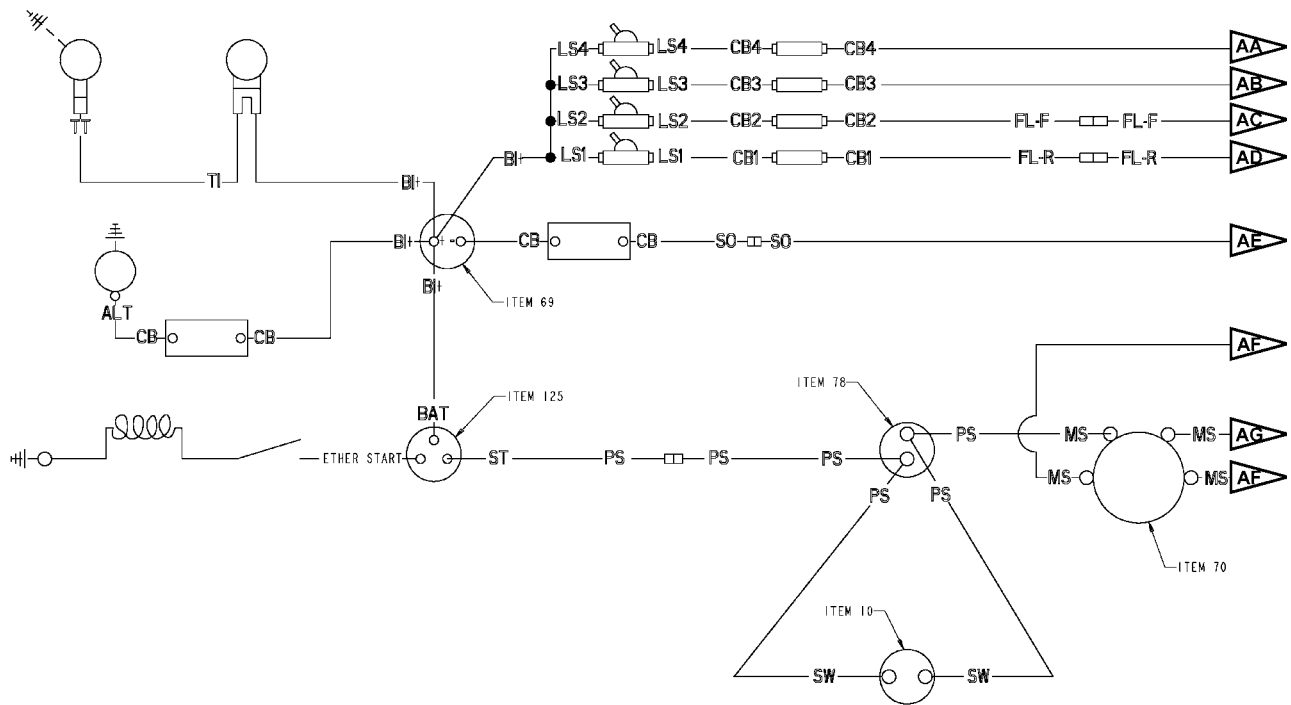 LS4 LS4 CB4 CB4 AA
LS3 LS3 CB3 CB3 AB
LS2 LS2 CB2 CB2 FL-F FL-F AC
BI+ LS1 LS1 CB1 CB1 FL-R FL-R AD
TI BI+
BI+ + - CB CB SO SO AE
BI+
ITEM 69
ALT
CB CB
AF
ITEM 78
ITEM 125
BAT
PS MS MS AG
ETHER START ST PS PS PS
MS MS AF
PS PS
ITEM 70
ITEM 10
SW SW